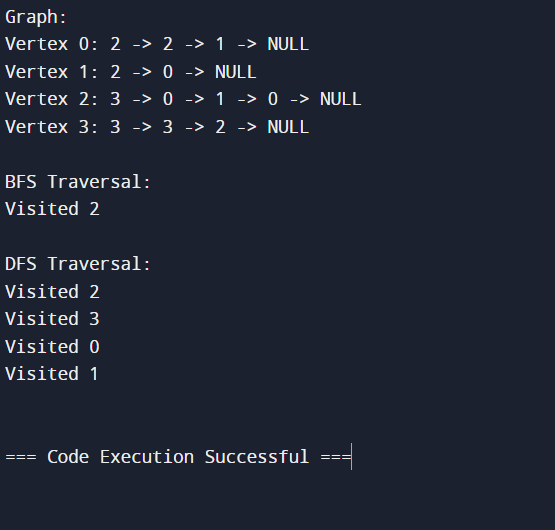 Graph:
Vertex 0: 2 -> 2 -> 1 -> NULL
Vertex 1: 2 -> 0 -> NULL
Vertex 2: 3 -> 0 -> 1 -> 0 -> NULL
Vertex 3: 3 -> 3 -> 2 -> NULL
BFS Traversal:
Visited 2
DFS Traversal:
Visited 2
Visited 3
Visited 0
Visited 1
=== Code Execution Successful ===